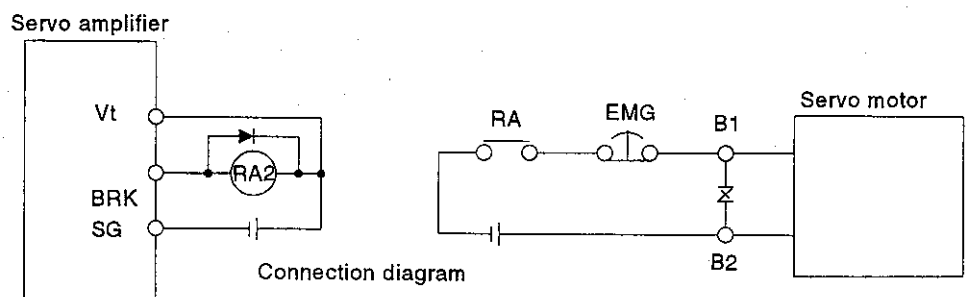 Servo amplifier
Vt
RA2
BRK
SG
RA
EMG
B1
Servo motor
B2
Connection diagram